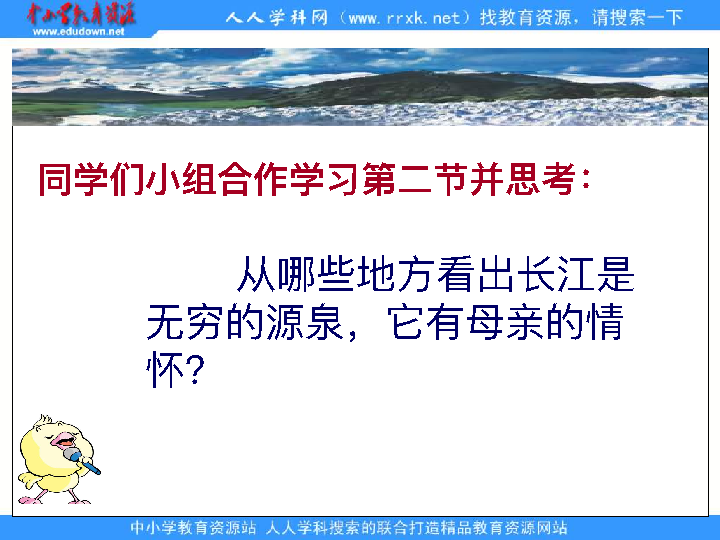 中小学教育资源
www.edudown.net
人人学科网（www.rrxk.net）找教育资源，请搜索一下
同学们小组合作学习第二节并思考：
从哪些地方看出长江是
无穷的源泉，它有母亲的情
怀？
中小学教育资源站 人人学科搜索的联合打造精品教育资源网站